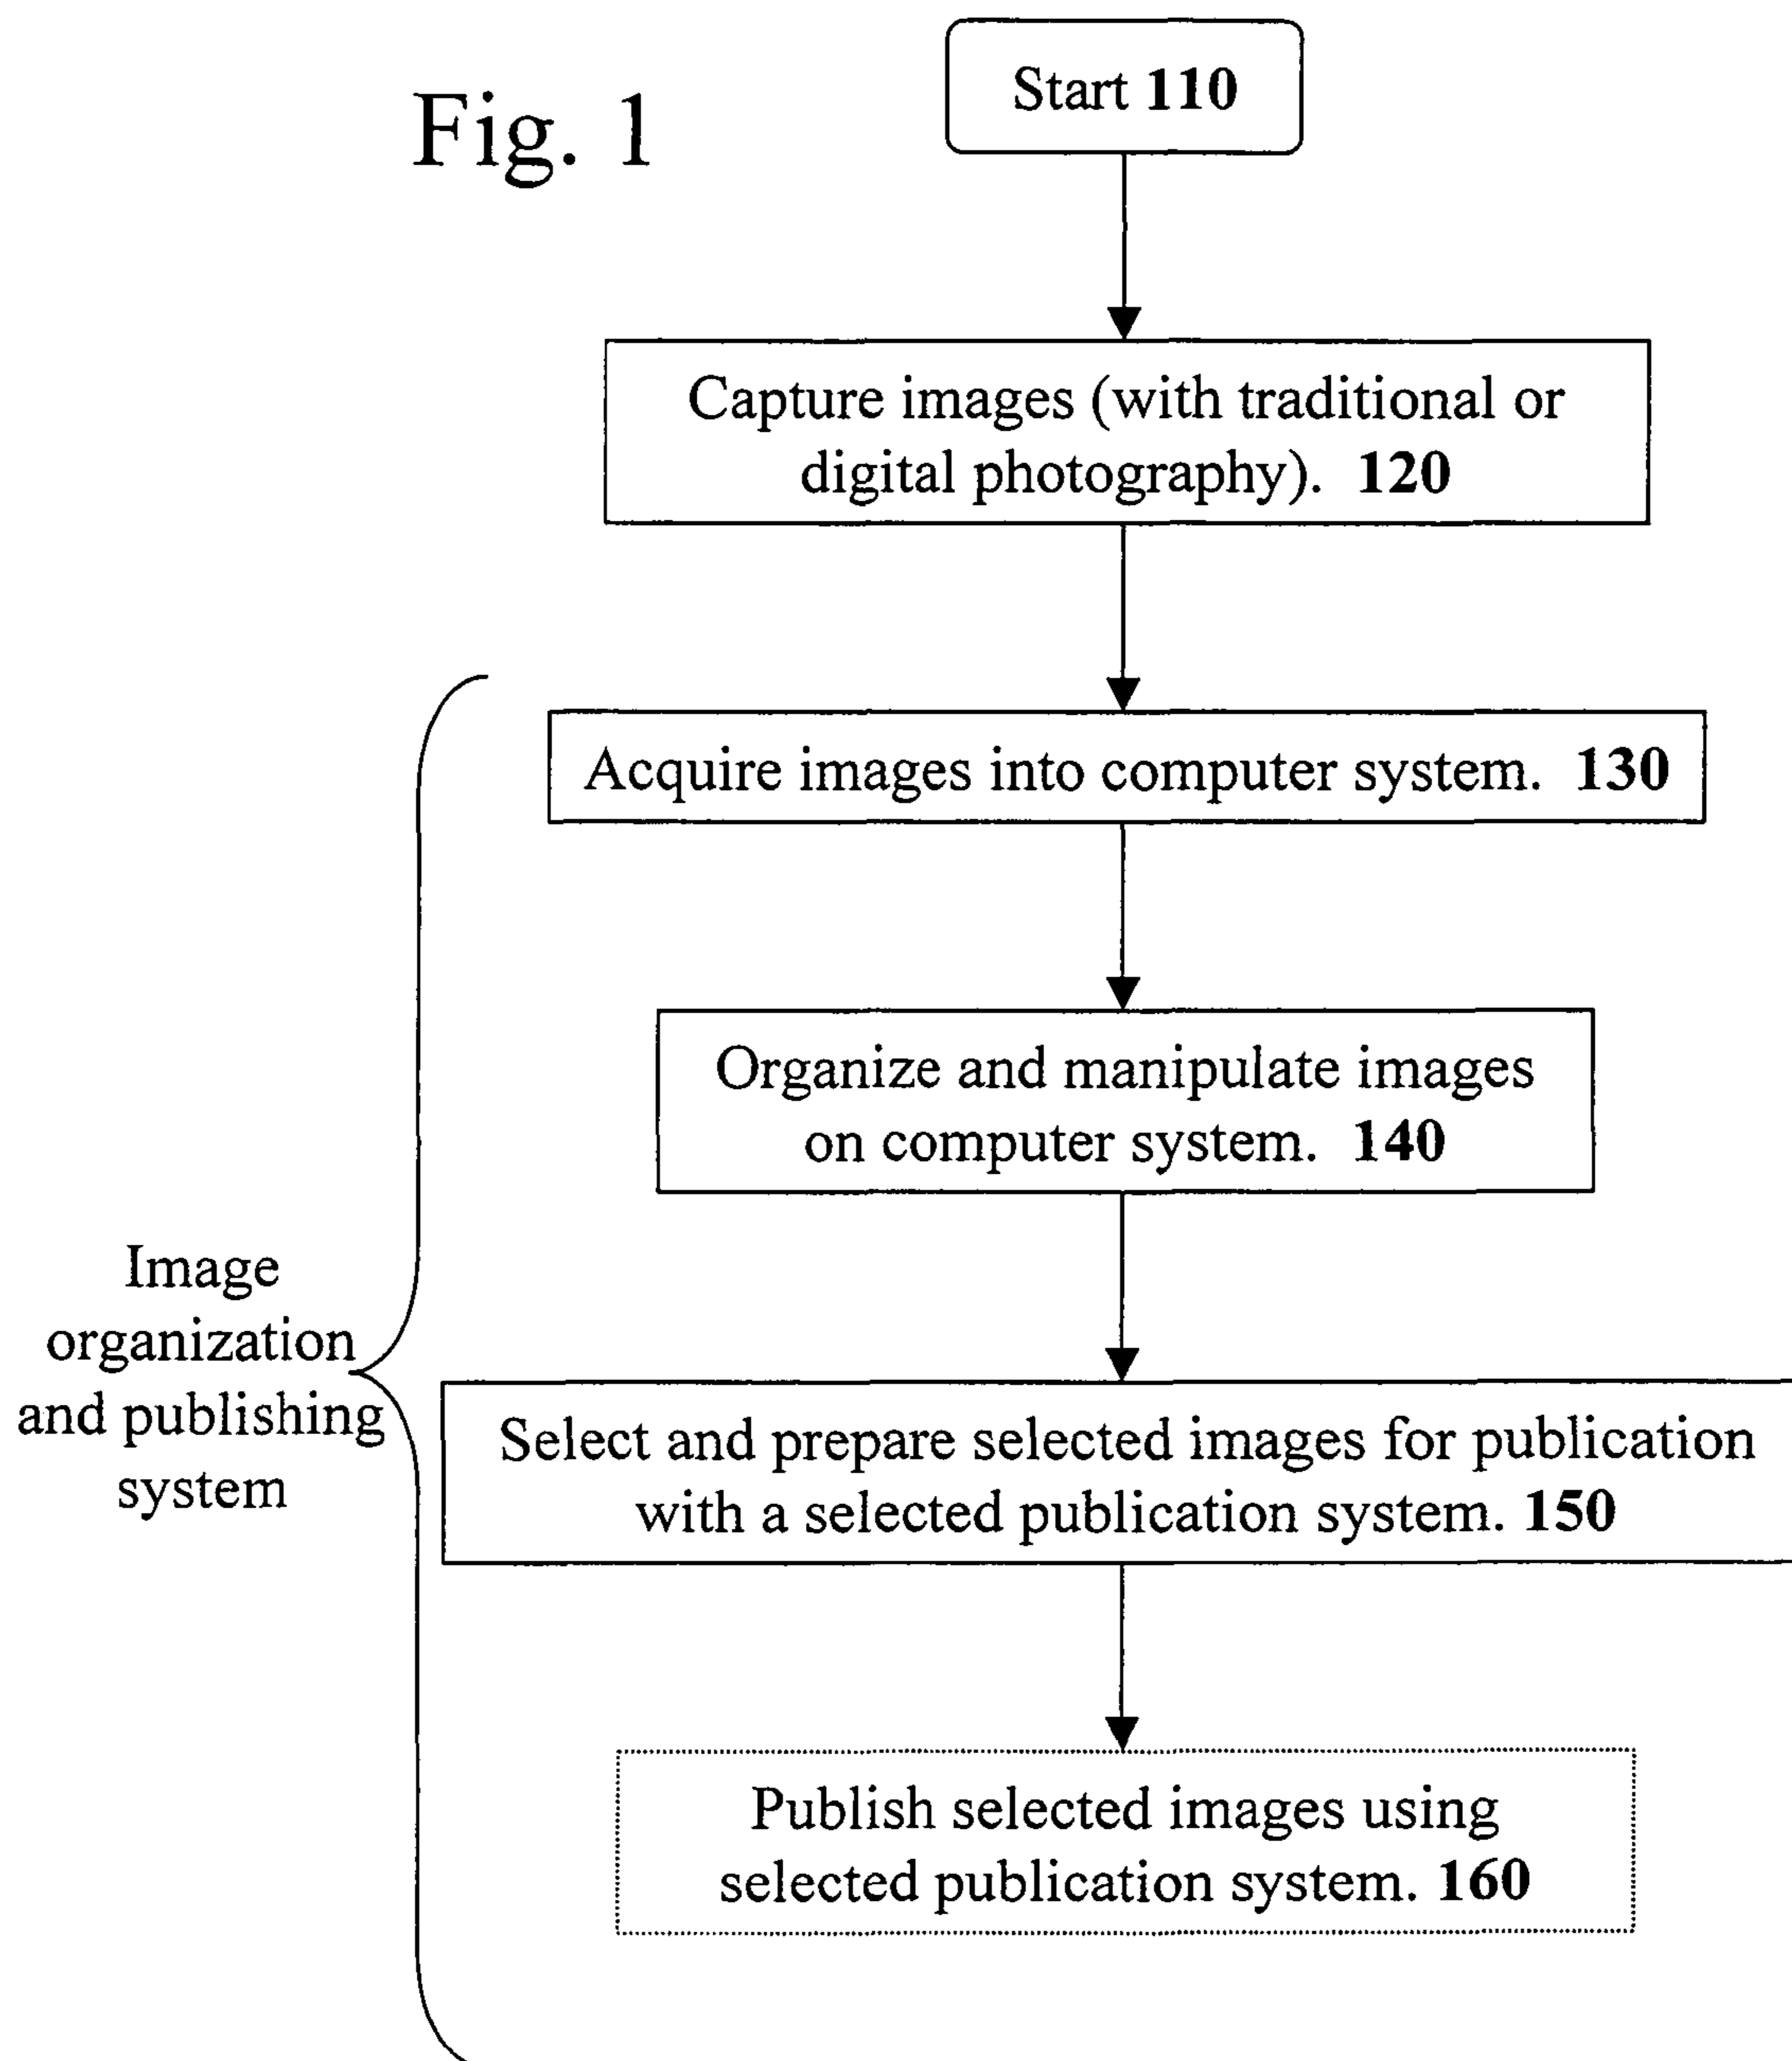 Fig. 1
Start 110
Capture images (with traditional or
digital photography). 120
Acquire images into computer system. 130
Organize and manipulate images
on computer system. 140
Image
organization
and publishing
system
Select and prepare selected images for publication
with a selected publication system. 150
Publish selected images using
selected publication system. 160